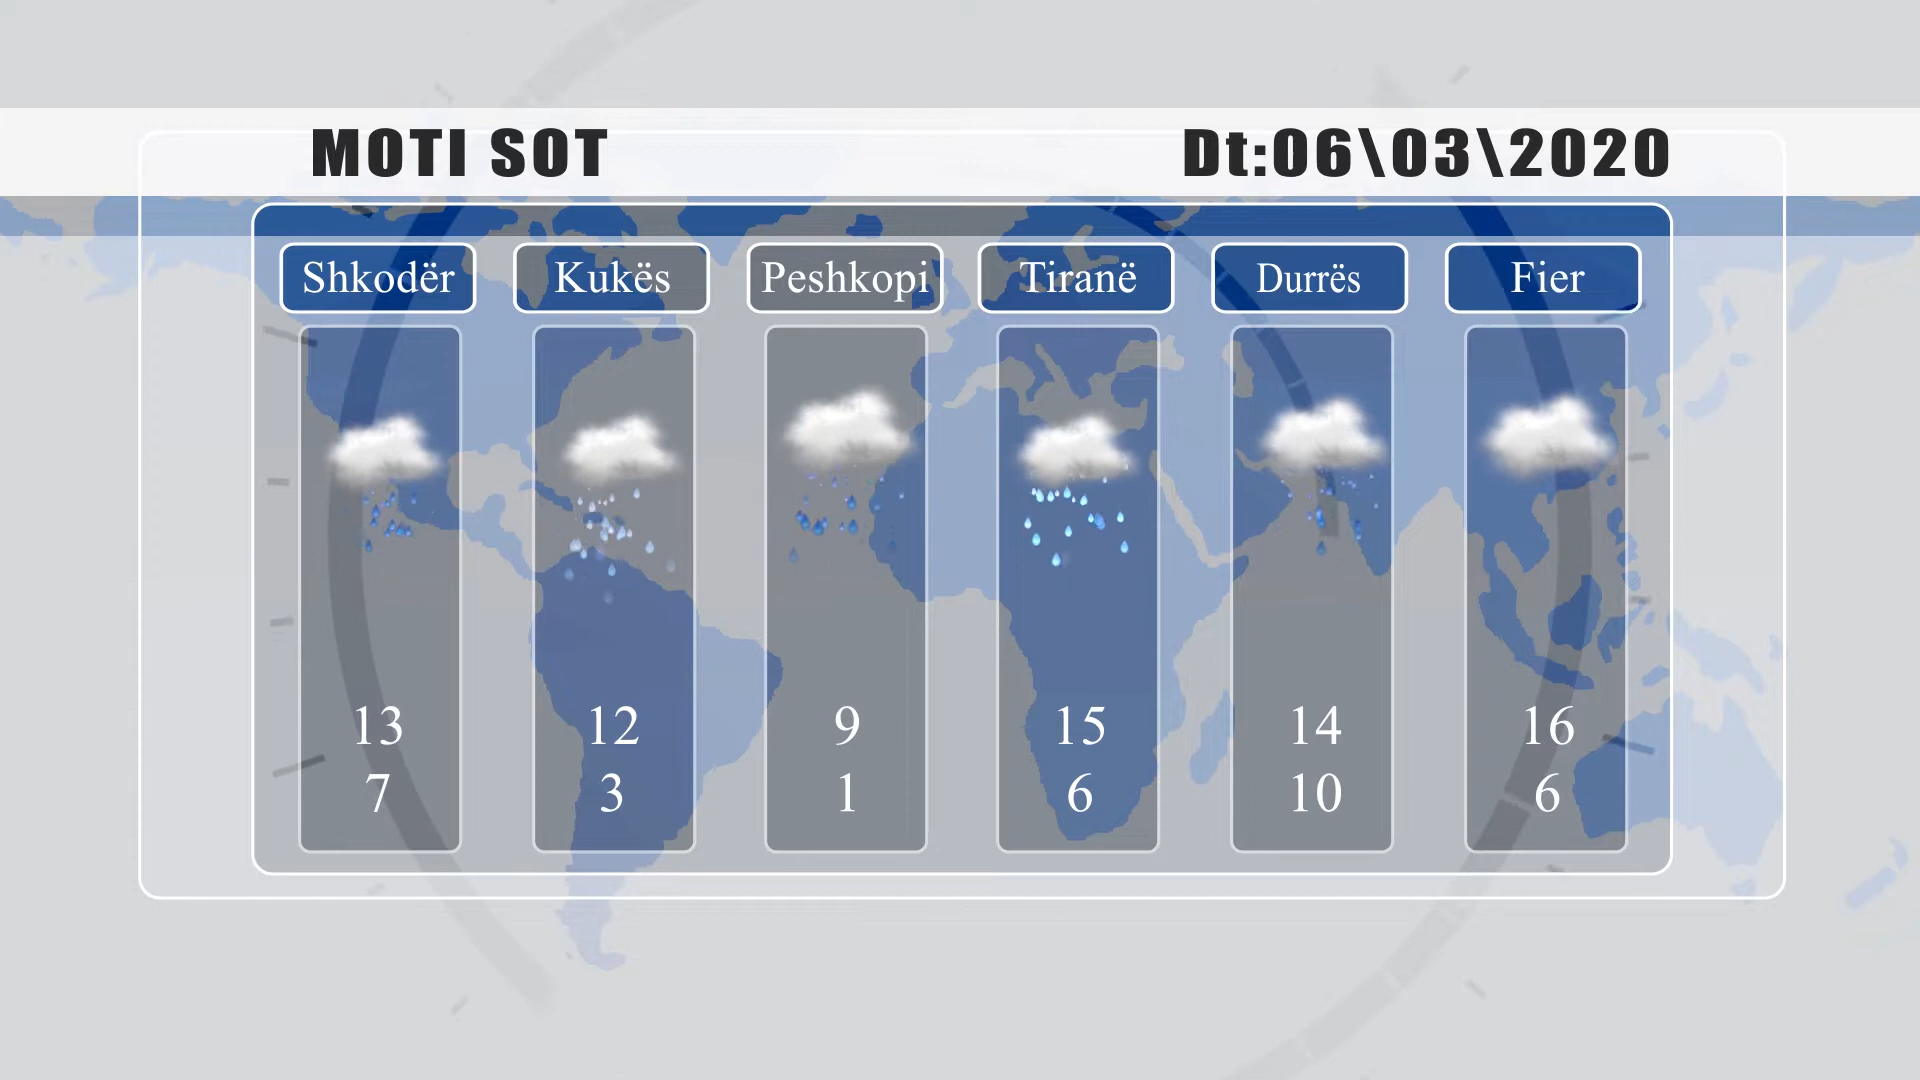 MOTI SOT
Dt:06\03\2020
Shkodër
Kukës
Peshkopi
Tiranë
Durrës
Fier
13
12
9
15
14
16
7
3
1
6
10
6